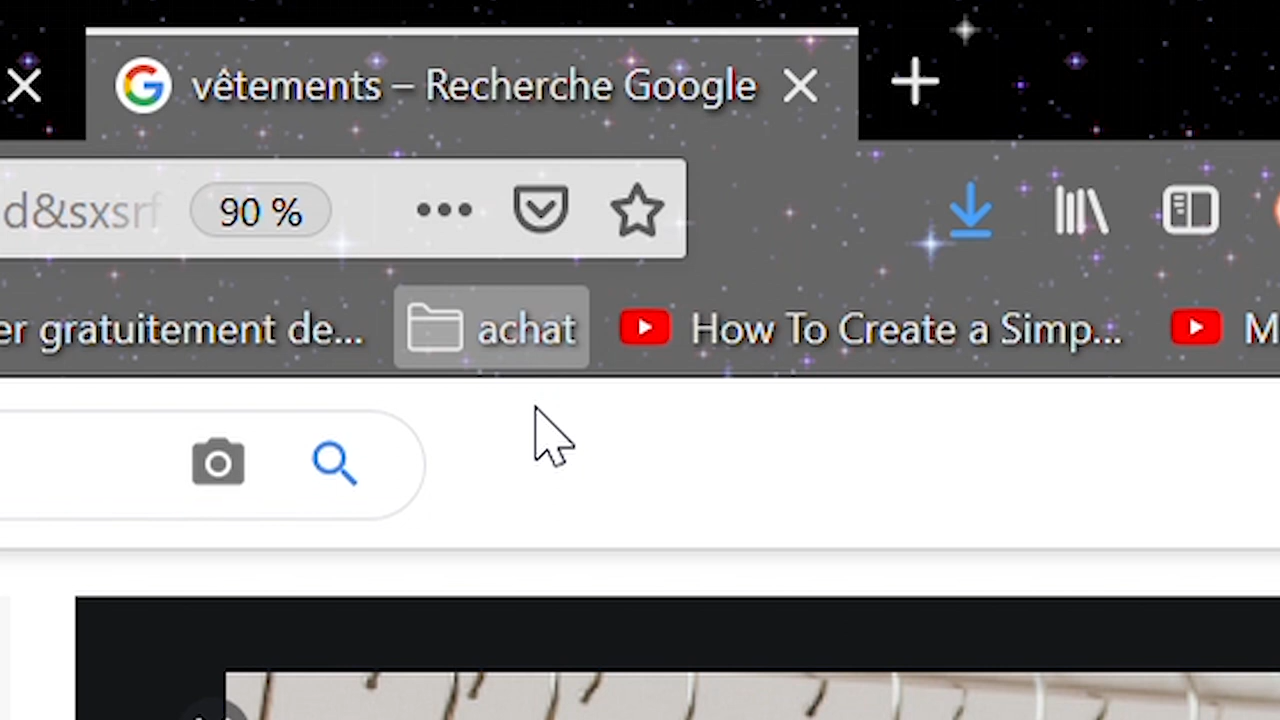 vêtements – Recherche Google
d&sxsrf 90 %
er gratuitement de... achat How To Create a Simp... M